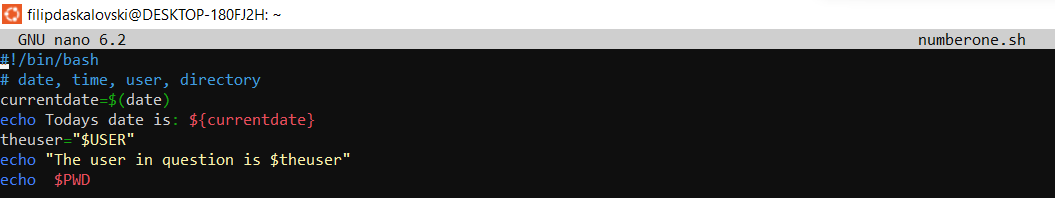 filipdaskalovski@DESKTOP-180FJ2H: ~
GNU nano 6.2 numberone.sh
#!/bin/bash
# date, time, user, directory
currentdate=$(date)
echo Todays date is: ${currentdate}
theuser="$USER"
echo "The user in question is $theuser"
echo  $PWD